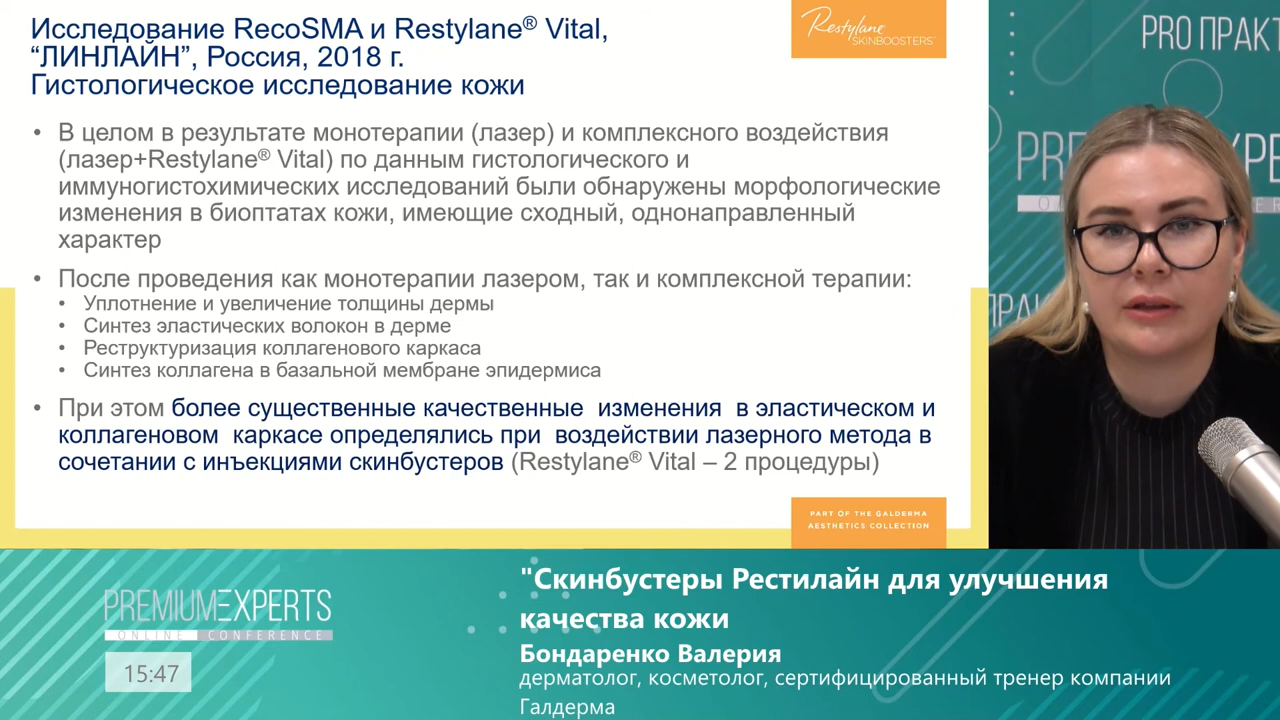 Исследование RecoSMA и Restylane® Vital,
“ЛИНЛАЙН”, Россия, 2018 г.
Гистологическое исследование кожи
Restylane
SKINBOOSTERS™
• В целом в результате монотерапии (лазер) и комплексного воздействия
(лазер+Restylane® Vital) по данным гистологического и
иммуногистохимических исследований были обнаружены морфологические
изменения в биоптатах кожи, имеющие сходный, однонаправленный
характер
• После проведения как монотерапии лазером, так и комплексной терапии:
• Уплотнение и увеличение толщины дермы
• Синтез эластических волокон в дерме
• Реструктуризация коллагенового каркаса
• Синтез коллагена в базальной мембране эпидермиса
• При этом более существенные качественные изменения в эластическом и
коллагеновом каркасе определялись при воздействии лазерного метода в
сочетании с инъекциями скинбустеров (Restylane® Vital – 2 процедуры)
PART OF THE GALDERMA
AESTHETICS COLLECTION
PRO ПРАКТ
PREMIUMEXPERTS
ONLINE CONFERENCE
15:47
"Скинбустеры Рестилайн для улучшения
качества кожи
Бондаренко Валерия
дерматолог, косметолог, сертифицированный тренер компании
Галдерма